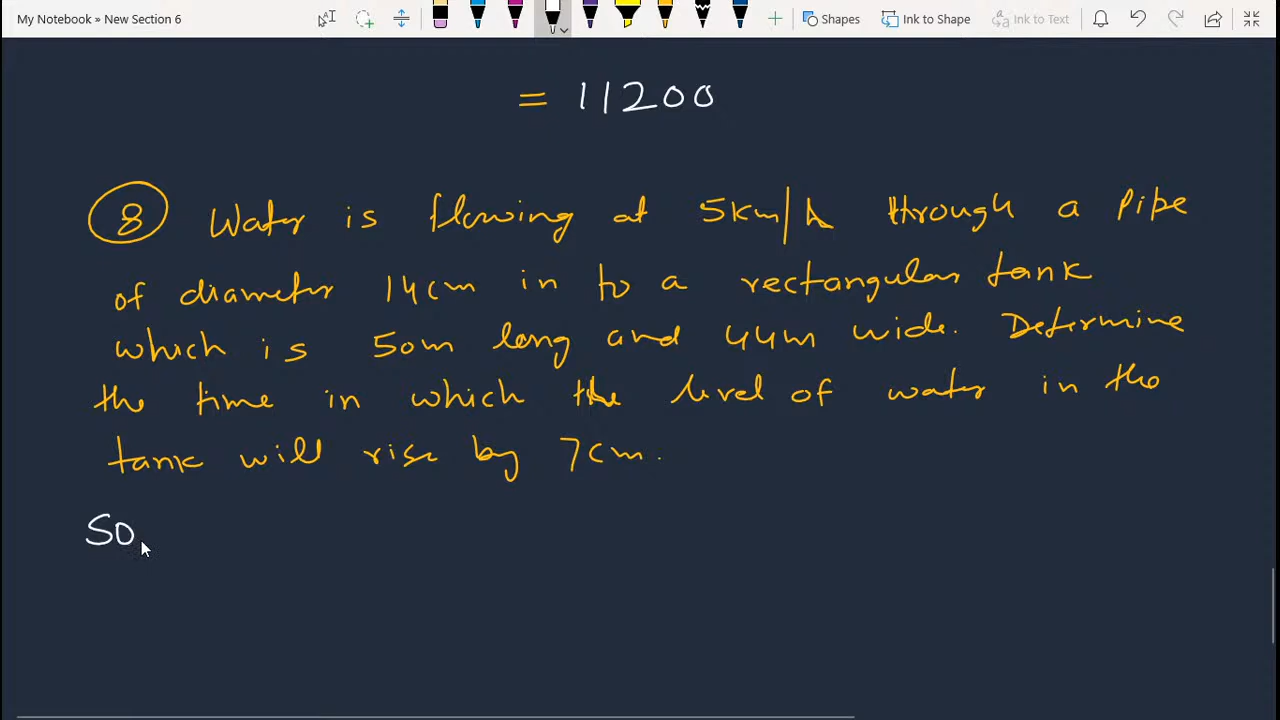 My Notebook » New Section 6
Shapes
Ink to Shape
Ink to Text
= 11200
8 Water is flowing at 5km/h through a pipe
of diameter 14cm in to a rectangular tank
which is 50m long and 44m wide. Determine
the time in which the level of water in the
tank will rise by 7cm.
SO